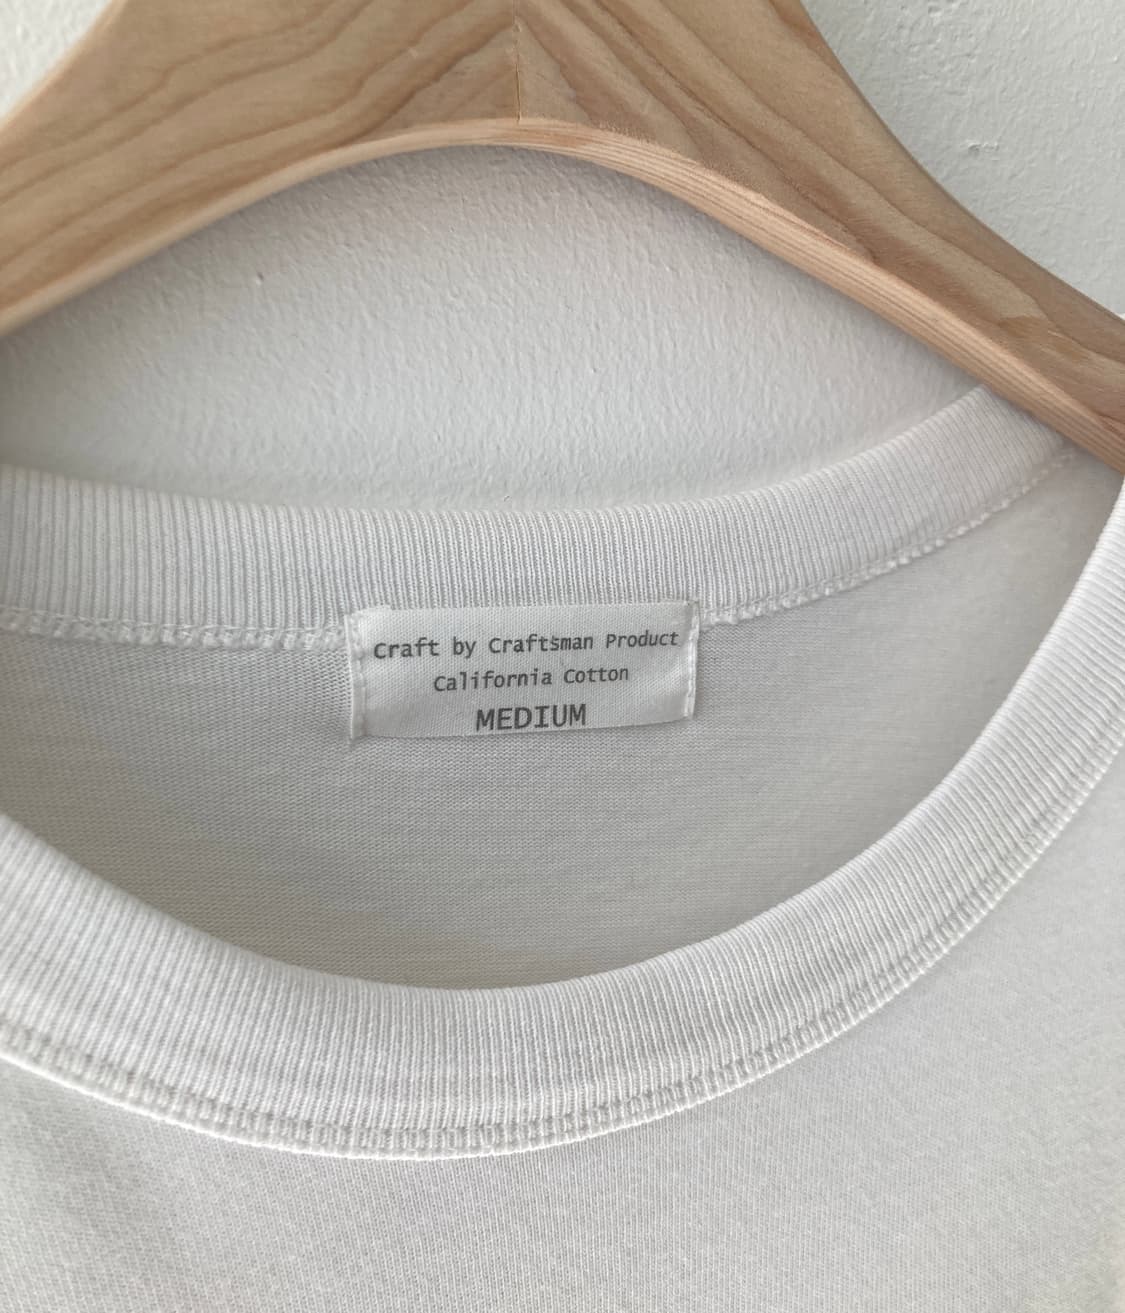 Craft by Craftsman Product
California Cotton
MEDIUM